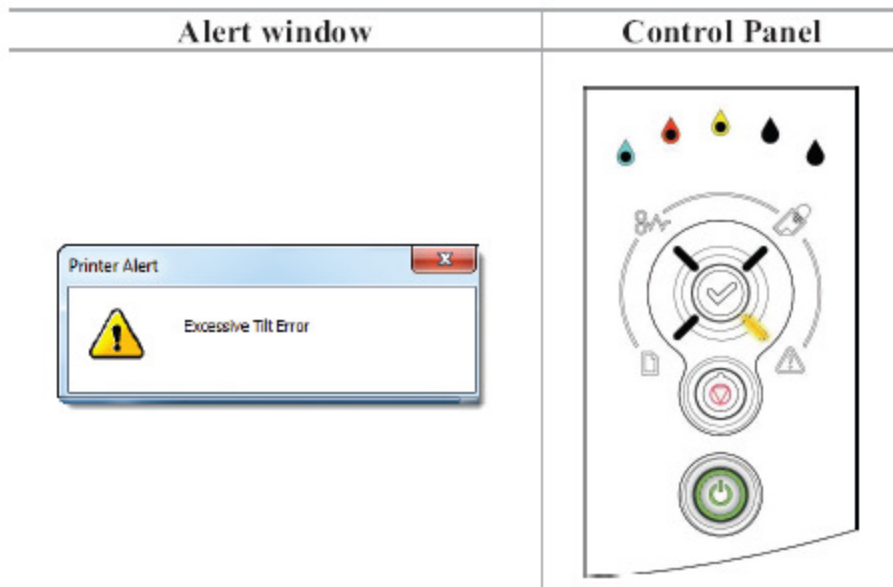 Alert window
Control Panel
Printer Alert
Excessive Tilt Error